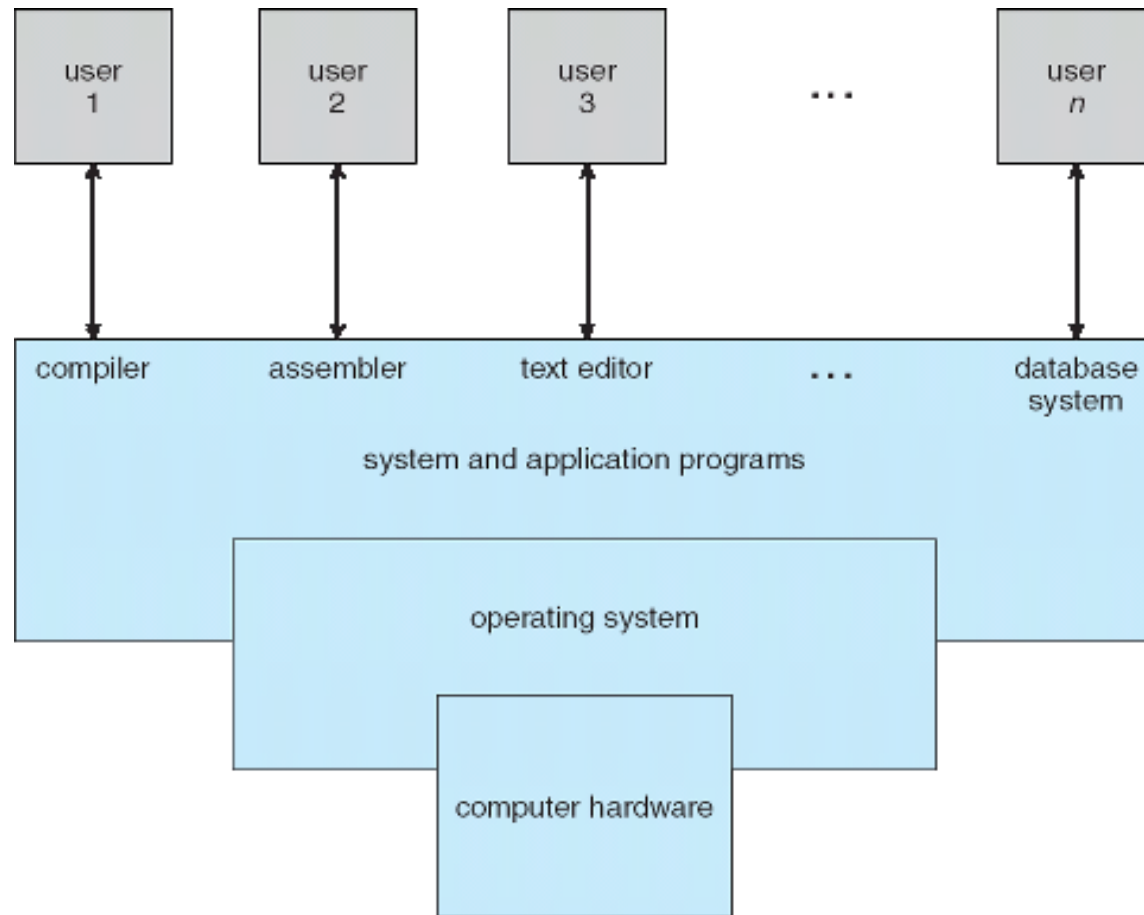 user
1
user
2
user
3
...
user
n
compiler
assembler
text editor
...
database
system
system and application programs
operating system
computer hardware